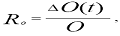 R_o = ΔO(t) / O ,